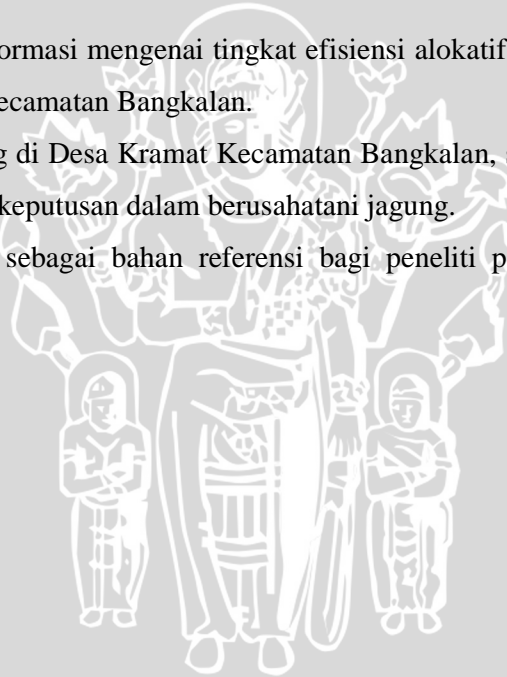 ormasi mengenai tingkat efisiensi alokatif
ecamatan Bangkalan.
g di Desa Kramat Kecamatan Bangkalan,
keputusan dalam berusahatani jagung.
sebagai bahan referensi bagi peneliti p